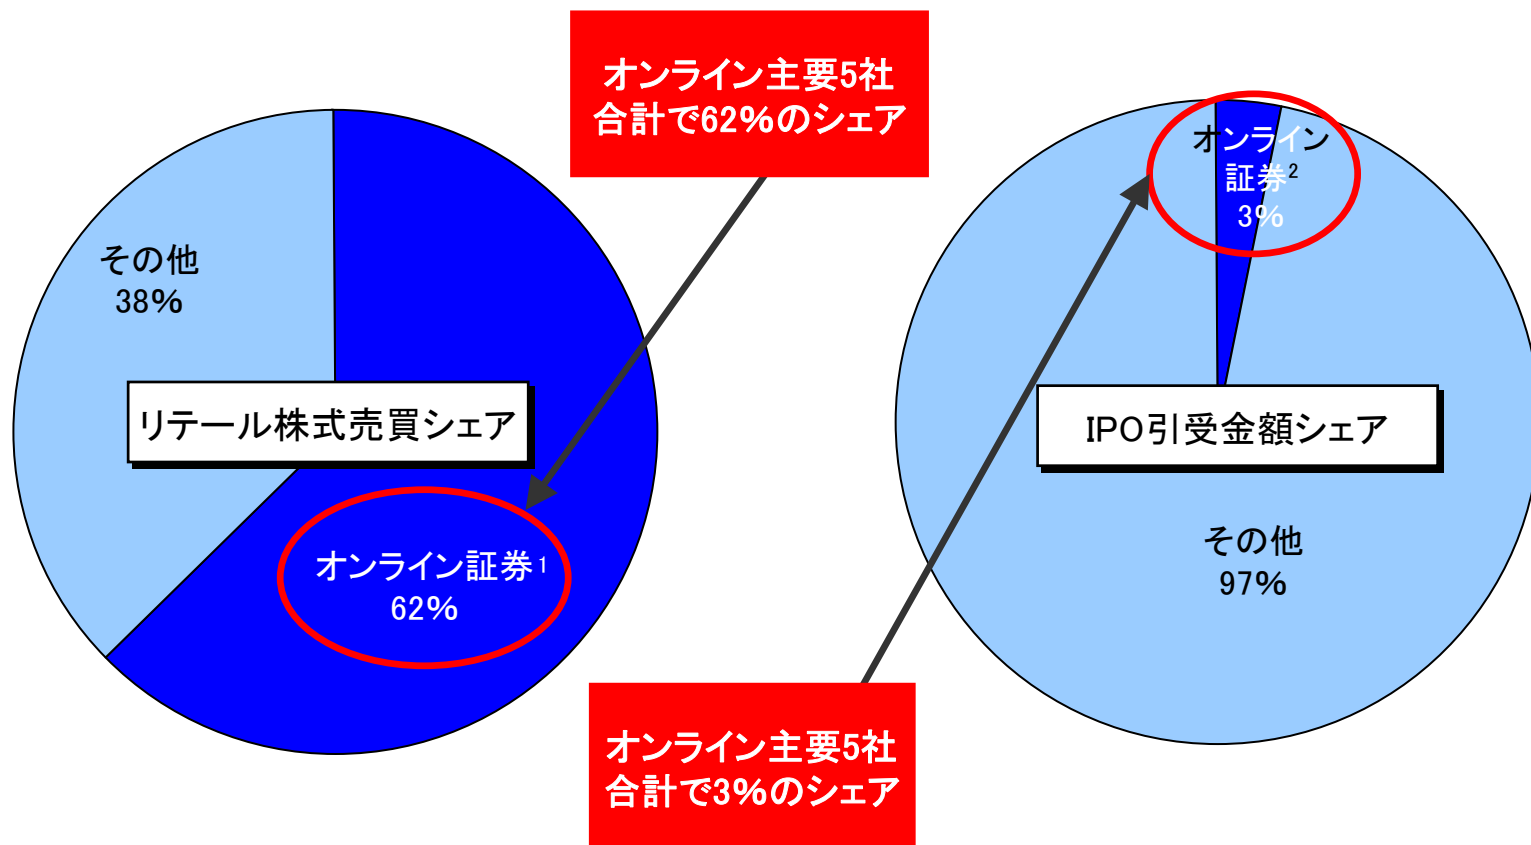 オンライン主要5社
合計で62%のシェア
その他
38%
リテール株式売買シェア
オンライン証券1
62%
オンライン
証券2
3%
IPO引受金額シェア
その他
97%
オンライン主要5社
合計で3%のシェア